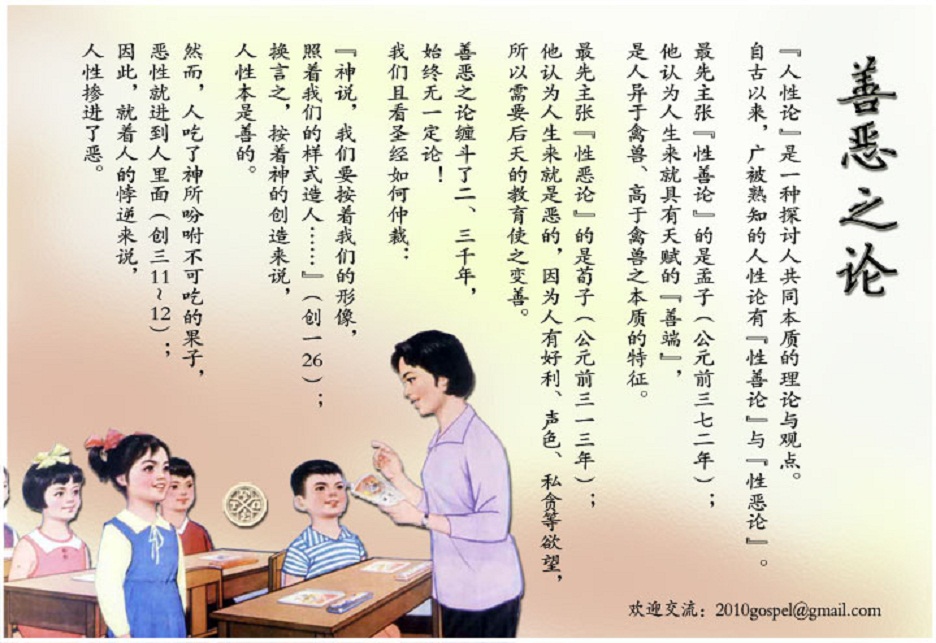 善恶之论
『人性论』是一种探讨人共同本质的理论与观点。
自古以来，广被熟知的人性论有『性善论』与『性恶论』。
最先主张『性善论』的是孟子（公元前三七二年）；
他认为人生来就具有天赋的『善端』，
是人异于禽兽、高于禽兽之本质的特征。
最先主张『性恶论』的是荀子（公元前三一三年）；
他认为人生来就是恶的，因为人有好利、声色、私贪等欲望，
所以需要后天的教育使之变善。
善恶之论缠斗了二、三千年，
始终无一定论！
我们且看圣经如何仲裁：
『神说，我们要按着我们的形像，
照着我们的样式造人……』（创一26）；
换言之，按着神的创造来说，
人性本是善的。
然而，人吃了神所吩咐不可吃的果子，
恶性就进到人里面（创三11~12）；
因此，就着人的悖逆来说，
人性掺进了恶。
欢迎交流：2010gospel@gmail.com